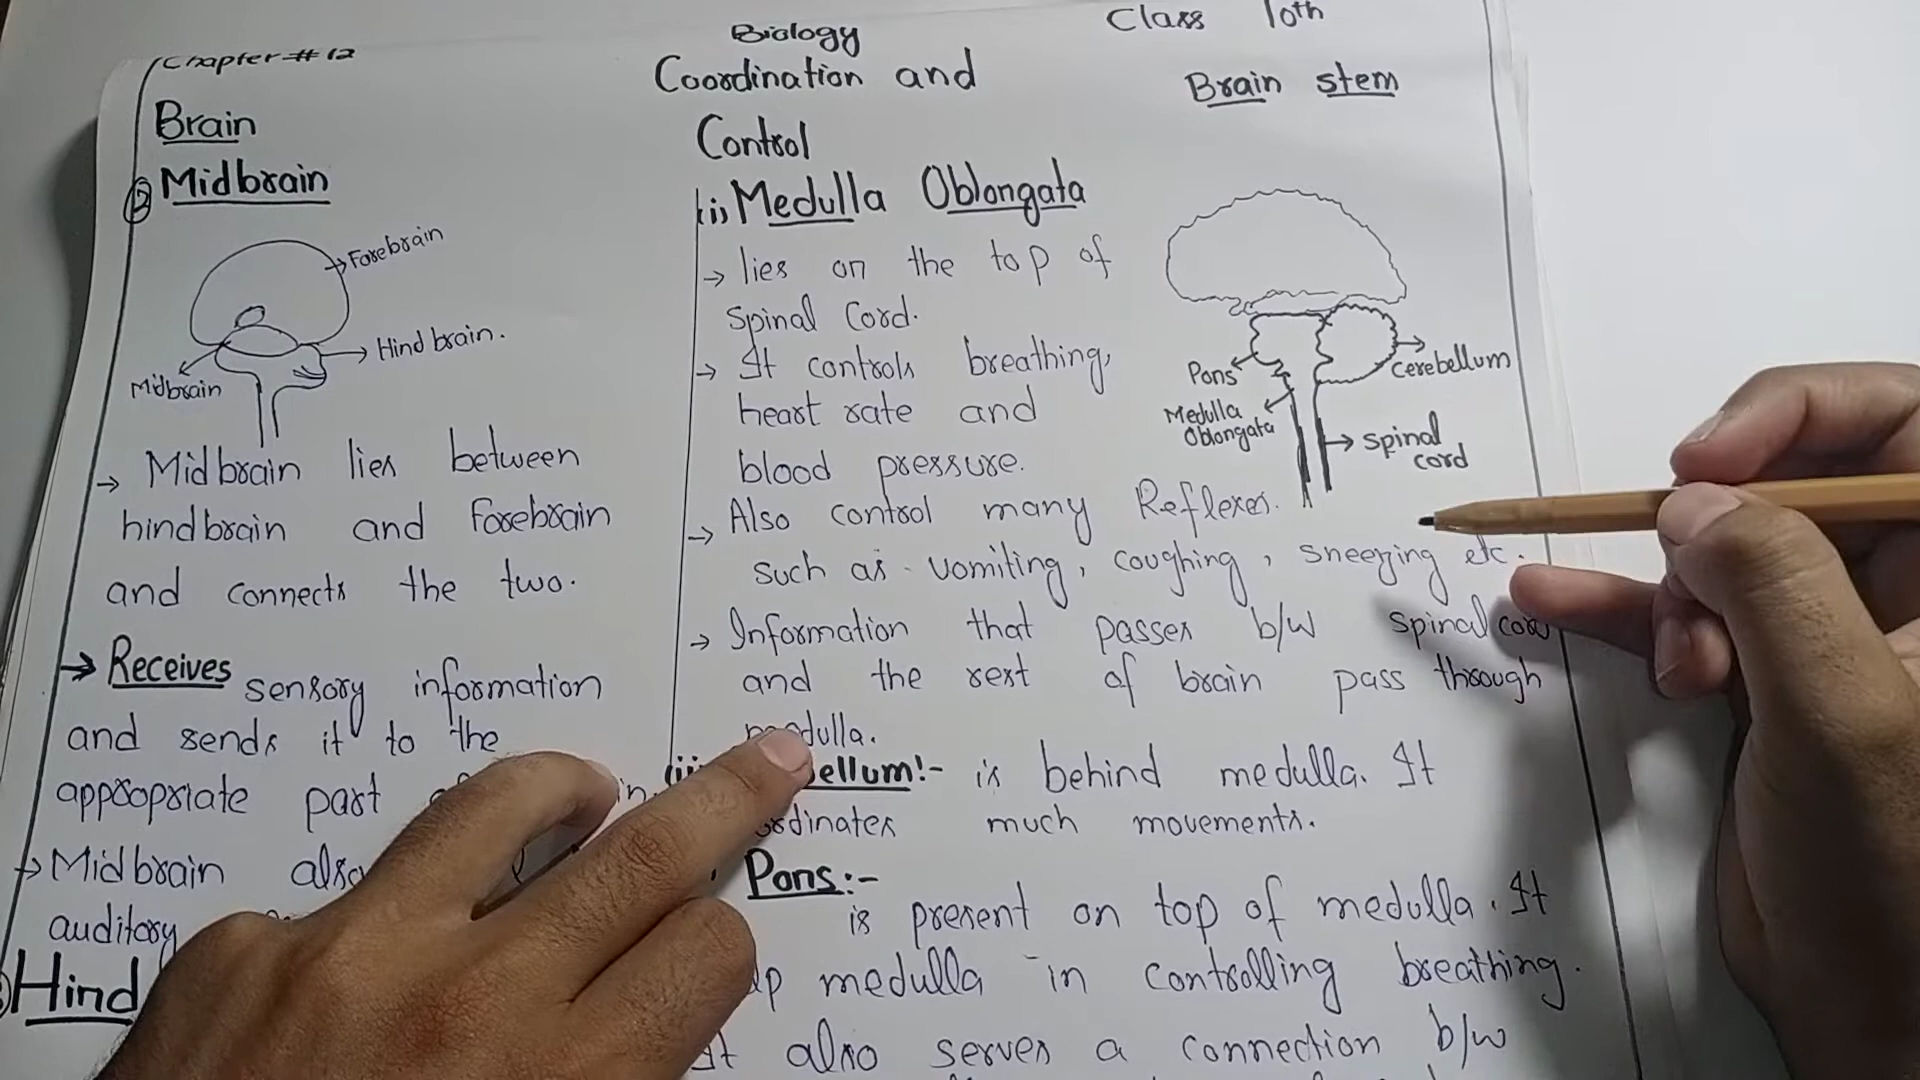 Chapter # 12
Biology
Class 10th
Coordination and
Control
Brain stem
Brain
② Midbrain
Forebrain
Hind brain.
Midbrain
→ Midbrain lies between
hindbrain and Forebrain
and connects the two.
→ Receives sensory information
and sends it to the
appropriate part
→ Midbrain also
auditory
Hind
(i) Medulla Oblongata
→ lies on the top of
spinal Cord.
→ It controls breathing,
heart rate and
blood pressure.
→ Also control many Reflexes.
such as vomiting, coughing, sneezing etc.
→ Information that passes b/w spinal cord
and the rest of brain pass through
medulla.
is behind medulla. It
much movements.
Pons:-
is present on top of medulla. It
medulla in controlling breathing.
It also serves a connection b/w
Pons
Cerebellum
Medulla
Oblongata
Spinal
cord